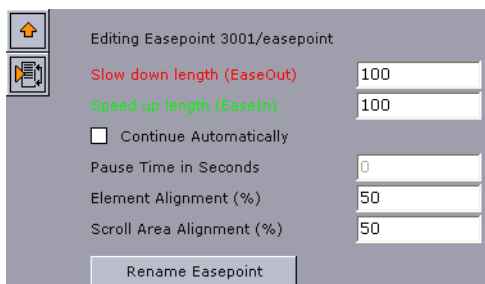 Editing Easepoint 3001/easepoint
Slow down length (EaseOut) 100
Speed up length (EaseIn) 100
Continue Automatically
Pause Time in Seconds 0
Element Alignment (%) 50
Scroll Area Alignment (%) 50
Rename Easepoint